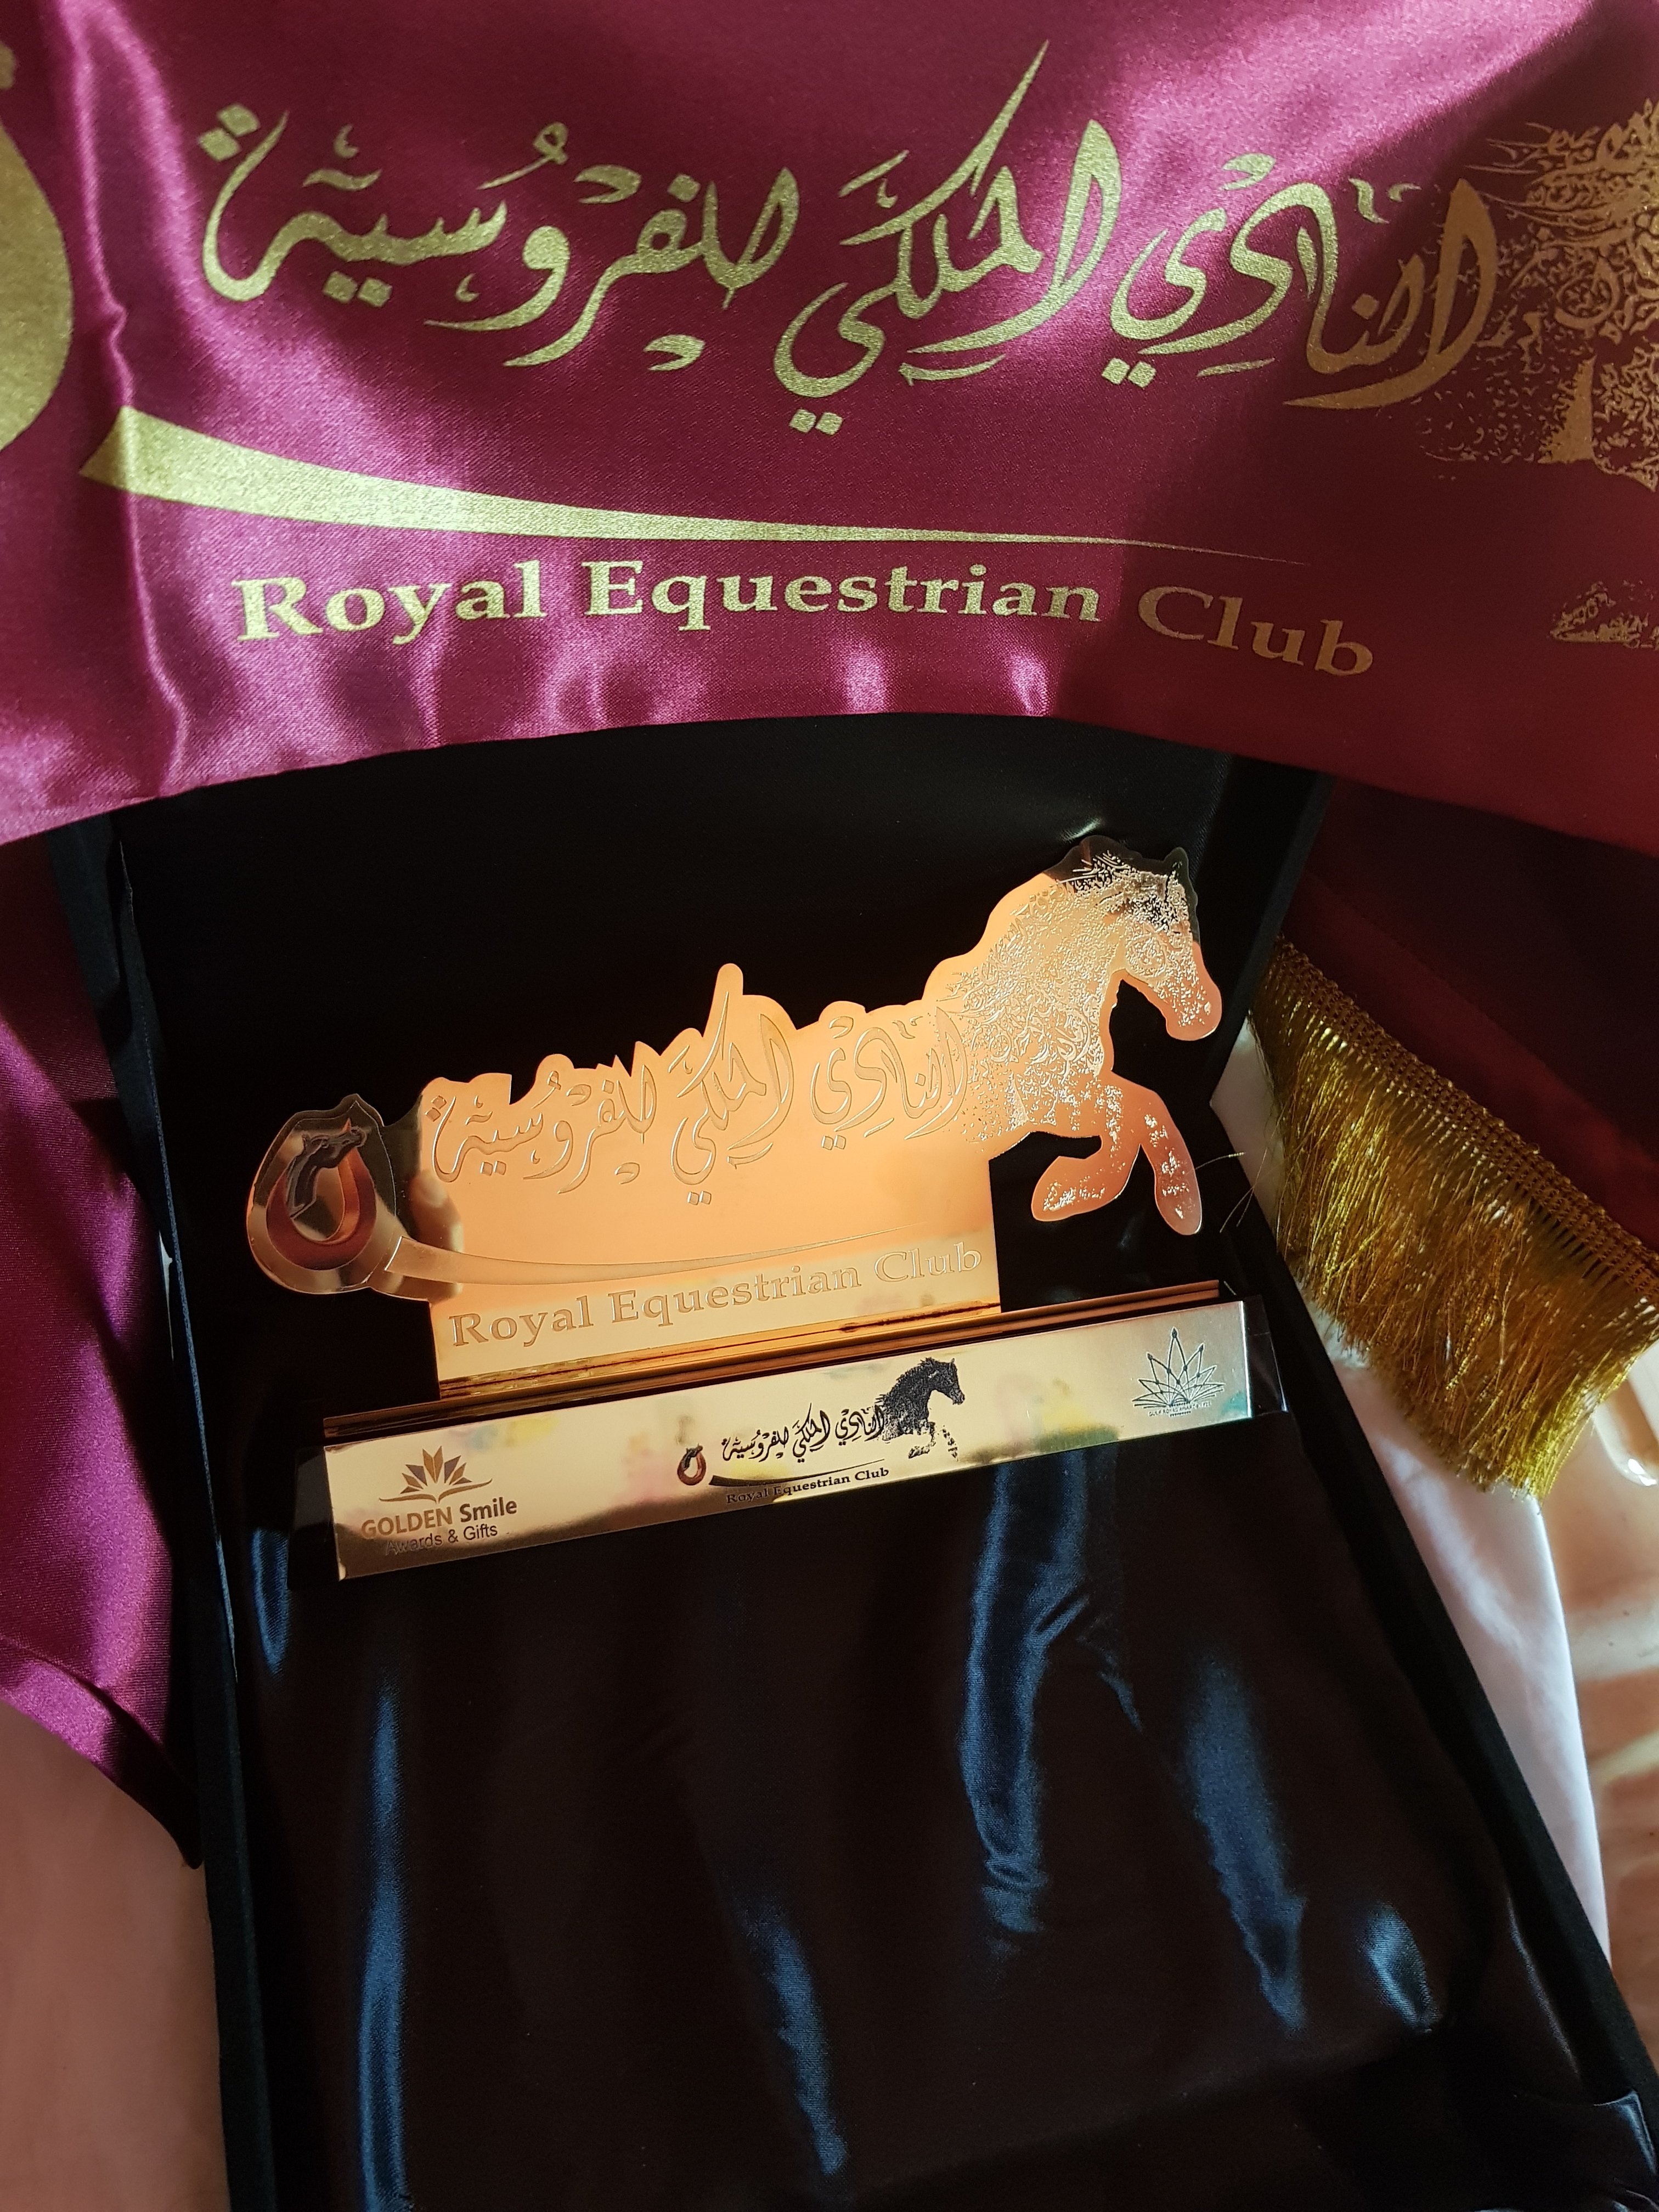 النادي الملكي للفروسية
Royal Equestrian Club
النادي الملكي للفروسية
Royal Equestrian Club
النادي الملكي للفروسية
Royal Equestrian Club
GOLDEN Smile
Awards & Gifts